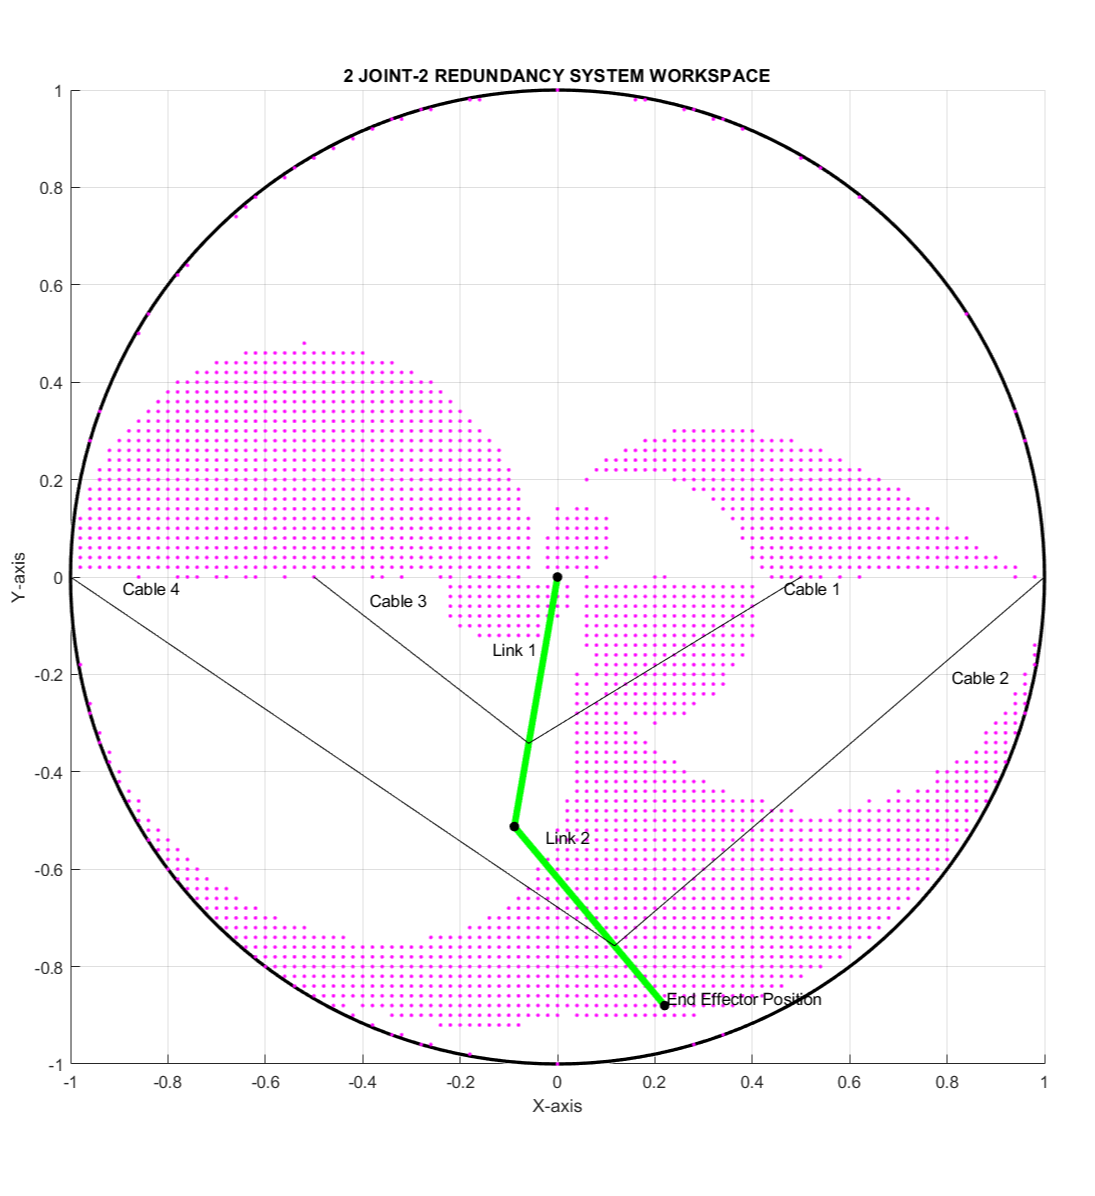 2 JOINT-2 REDUNDANCY SYSTEM WORKSPACE
1
0.8
0.6
0.4
0.2
0
-0.2
-0.4
-0.6
-0.8
-1
Y-axis
Cable 4
Cable 3
Cable 1
Link 1
Cable 2
Link 2
End Effector Position
-1 -0.8 -0.6 -0.4 -0.2 0 0.2 0.4 0.6 0.8 1
X-axis